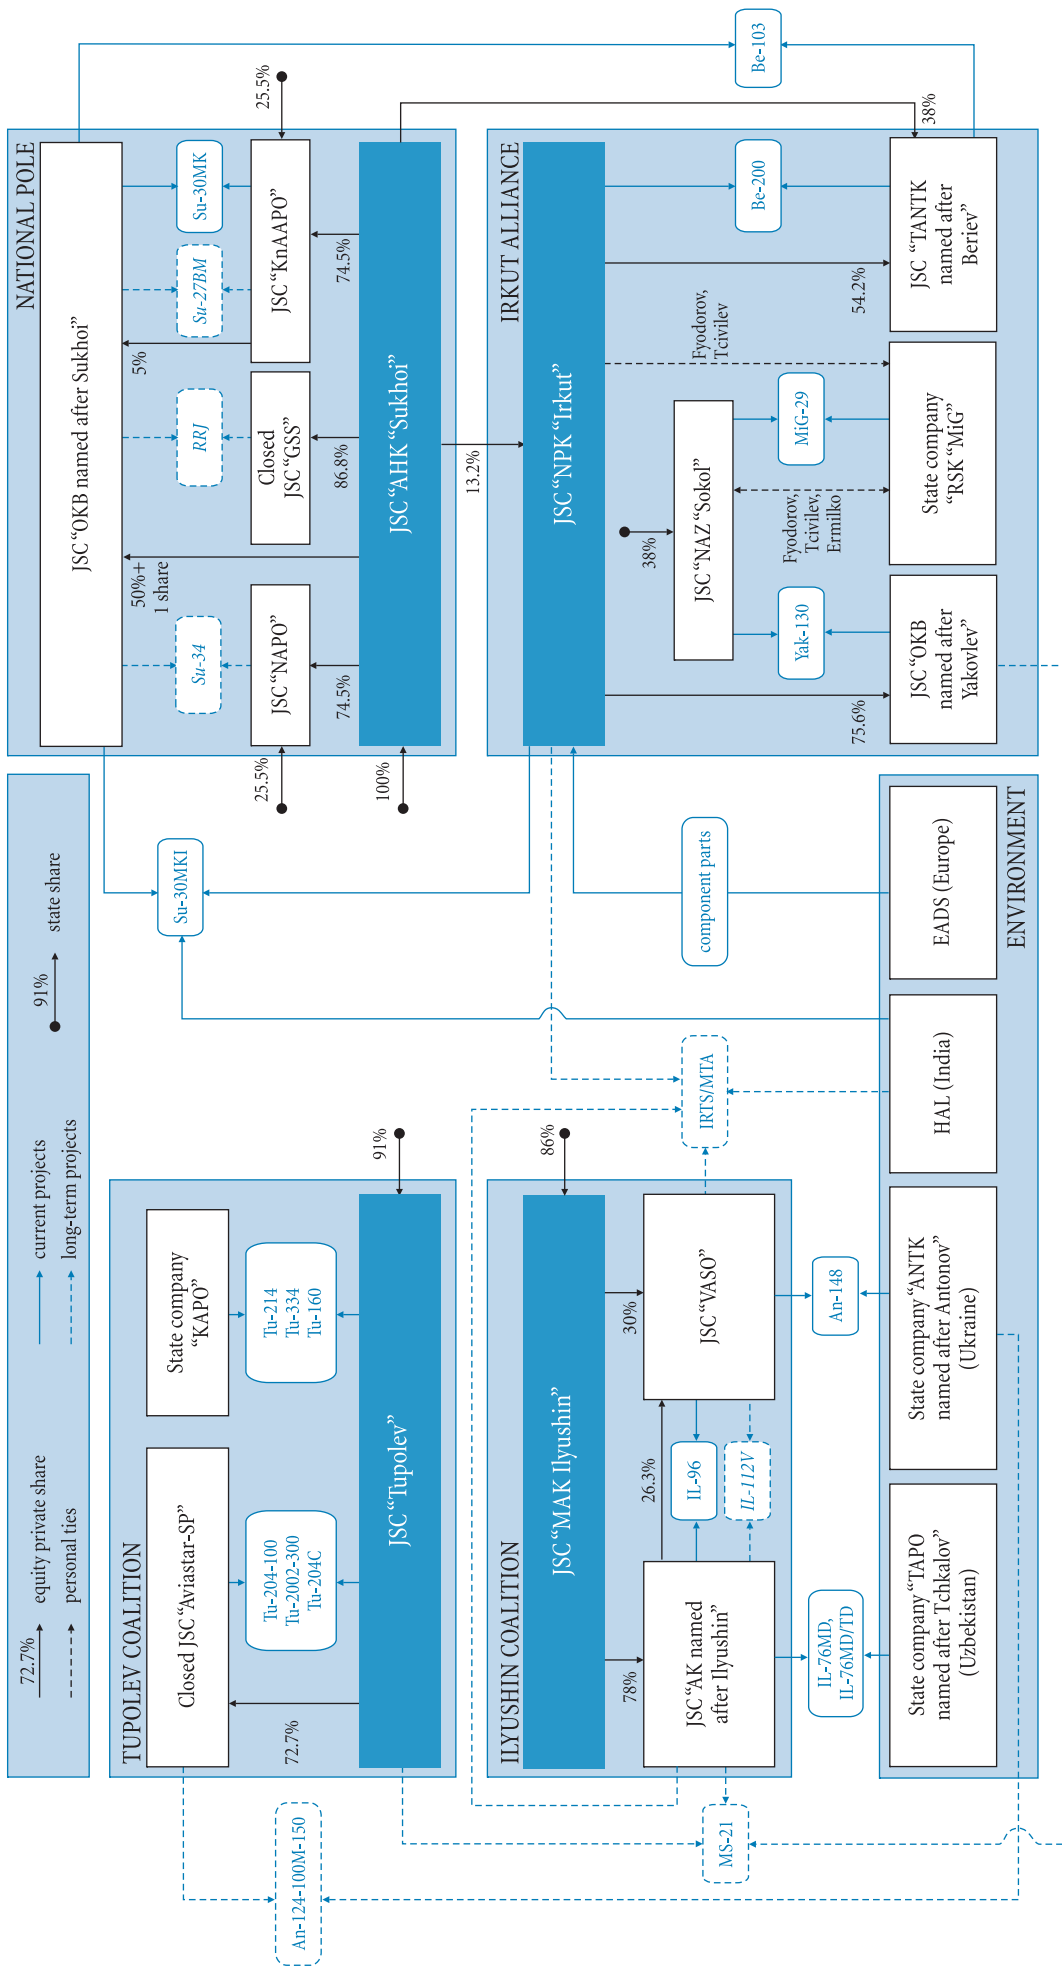 72.7%
equity private share
personal ties
current projects
long-term projects
91%
state share
An-124-100M-150
TUPOLEV COALITION
Closed JSC “Aviastar-SP”
State company
“KAPO”
Tu-204-100
Tu-2002-300
Tu-204C
Tu-214
Tu-334
Tu-160
72.7%
JSC “Tupolev”
91%
Su-30MKI
NATIONAL POLE
JSC “OKB named after Sukhoi”
Su-34
50%+
1 share
RRJ
5%
Su-27BM
Su-30MK
25.5%
JSC “NAPO”
Closed
JSC “GSS”
JSC “KnAAPO”
25.5%
74.5%
86.8%
74.5%
100%
JSC “AHK “Sukhoi”
Be-103
13.2%
38%
MS-21
ILYUSHIN COALITION
JSC “MAK Ilyushin”
86%
78%
30%
JSC “AK named
after Ilyushin”
26.3%
IL-96
IL-112V
JSC “VASO”
IRTS/MTA
component parts
IL-76MD,
IL-76MD/TD
An-148
IRKUT ALLIANCE
JSC “NPK “Irkut”
38%
JSC “NAZ “Sokol”
Fyodorov,
Tcivilev
Be-200
Yak-130
Fyodorov,
Tcivilev,
Ermilko
MiG-29
75.6%
54.2%
JSC “OKB
named after
Yakovlev”
State company
“RSK “MiG”
JSC “TANTK
named after
Beriev”
State company “TAPO
named after Tchkalov”
(Uzbekistan)
State company “ANTK
named after Antonov”
(Ukraine)
HAL (India)
EADS (Europe)
ENVIRONMENT